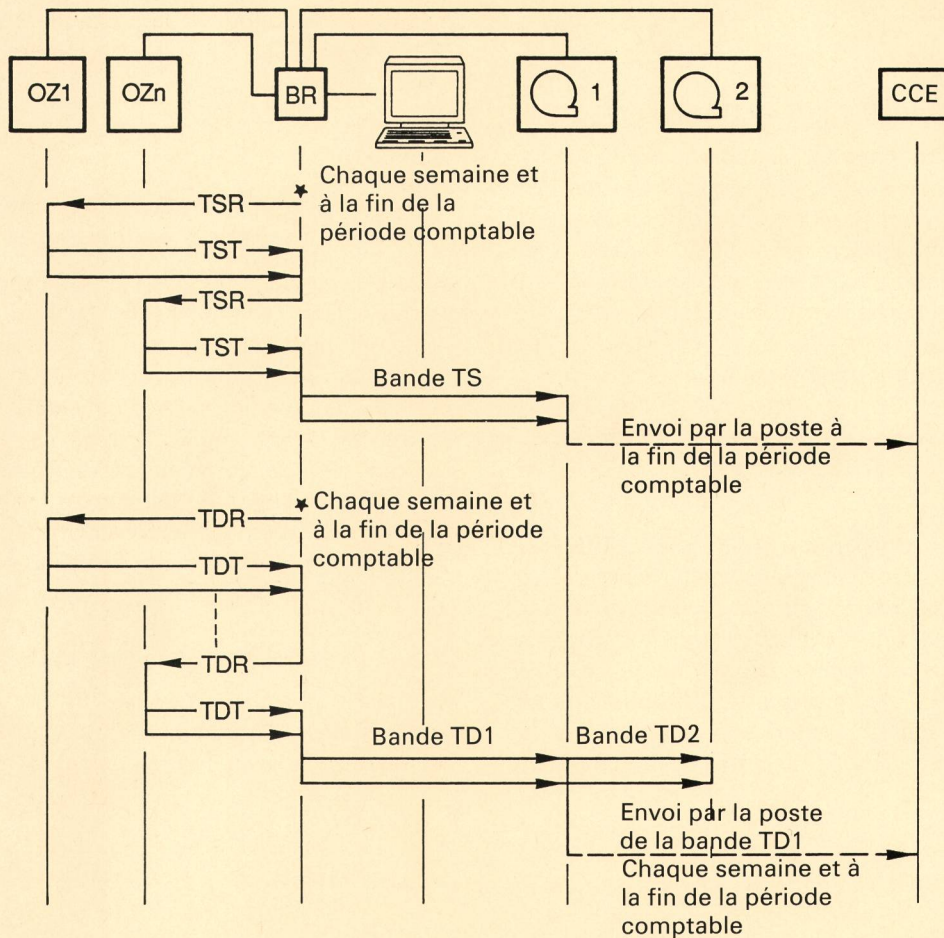 OZ1
OZn
BR
1
2
CCE
Chaque semaine et
à la fin de la
période comptable
TSR
TST
TSR
TST
Bande TS
Envoi par la poste à
la fin de la période
comptable
Chaque semaine et
à la fin de la période
comptable
TDR
TDT
TDR
TDT
Bande TD1
Bande TD2
Envoi par la poste
de la bande TD1
Chaque semaine et à
la fin de la période
comptable